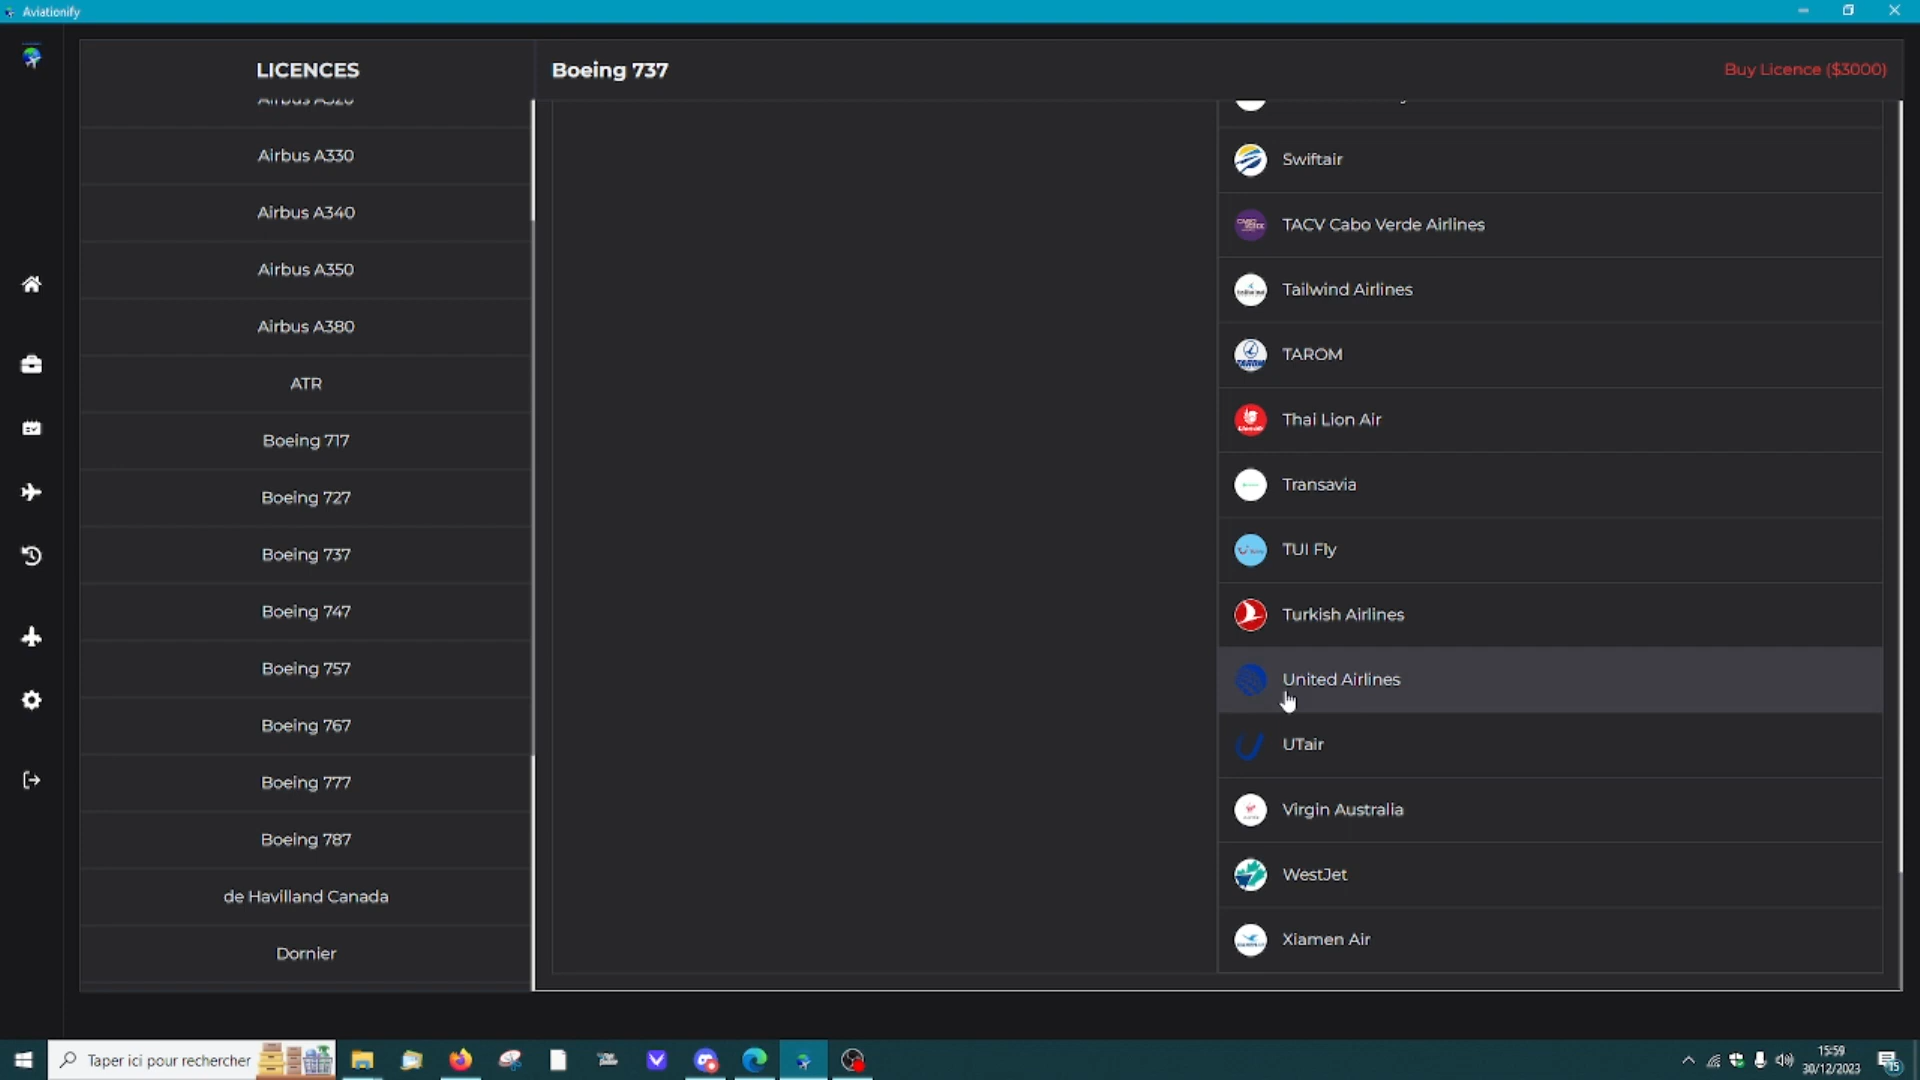 Aviationify
LICENCES
Boeing 737
Buy Licence ($3000)
Airbus A320
Airbus A330
Airbus A340
Airbus A350
Airbus A380
ATR
Boeing 717
Boeing 727
Boeing 737
Boeing 747
Boeing 757
Boeing 767
Boeing 777
Boeing 787
de Havilland Canada
Dornier
Swiftair
TACV Cabo Verde Airlines
Tailwind Airlines
TAROM
Thai Lion Air
Transavia
TUI Fly
Turkish Airlines
United Airlines
UTair
Virgin Australia
WestJet
Xiamen Air
Taper ici pour rechercher
15:59
30/12/2023
15